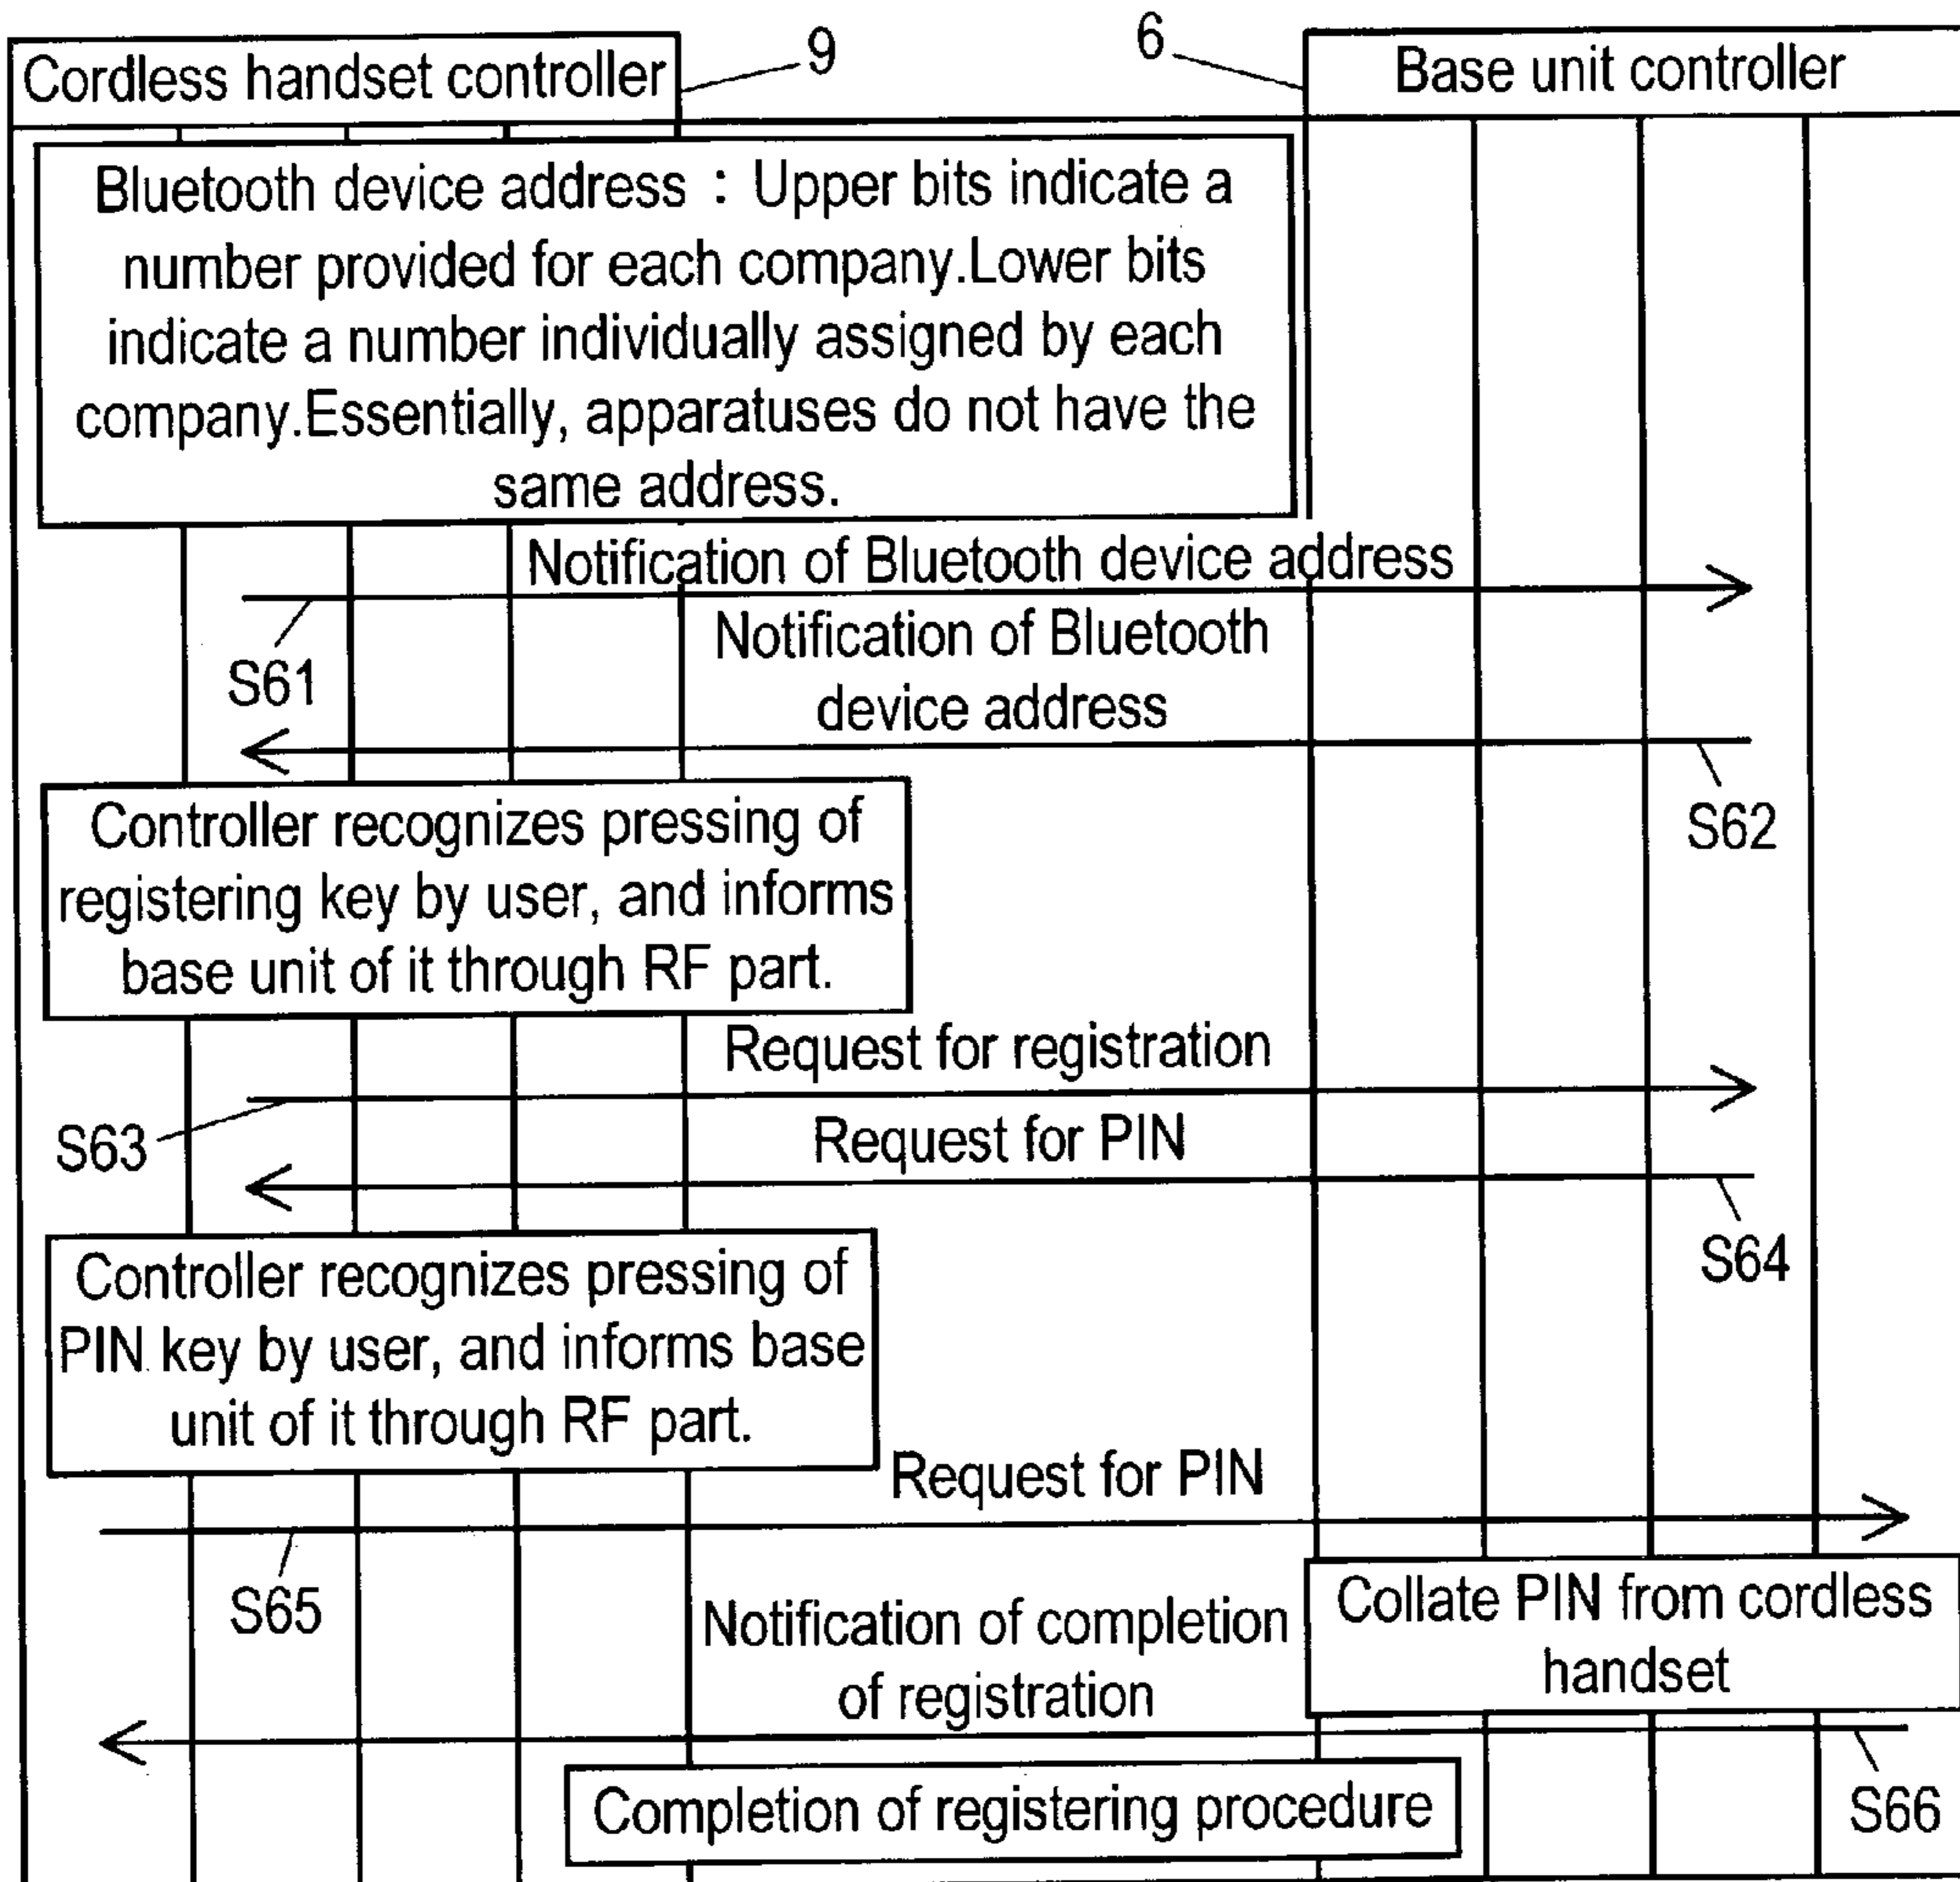 Cordless handset controller
9
6
Base unit controller
Bluetooth device address : Upper bits indicate a
number provided for each company.Lower bits
indicate a number individually assigned by each
company.Essentially, apparatuses do not have the
same address.
Notification of Bluetooth device address
S61
Notification of Bluetooth
device address
S62
Controller recognizes pressing of
registering key by user, and informs
base unit of it through RF part.
Request for registration
S63
Request for PIN
S64
Controller recognizes pressing of
PIN key by user, and informs base
unit of it through RF part.
Request for PIN
S65
Collate PIN from cordless
handset
Notification of completion
of registration
S66
Completion of registering procedure